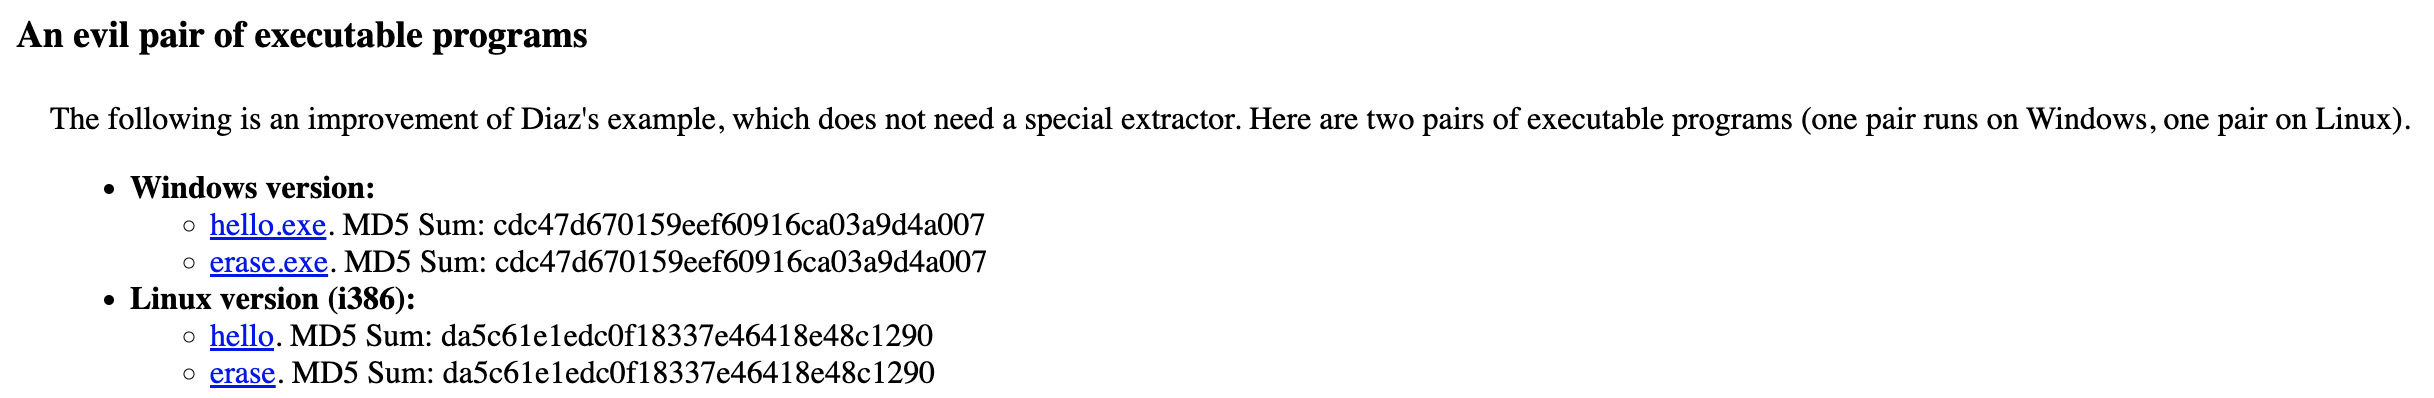 An evil pair of executable programs
The following is an improvement of Diaz's example, which does not need a special extractor. Here are two pairs of executable programs (one pair runs on Windows, one pair on Linux).
• Windows version:
◦ hello.exe. MD5 Sum: cdc47d670159eef60916ca03a9d4a007
◦ erase.exe. MD5 Sum: cdc47d670159eef60916ca03a9d4a007
• Linux version (i386):
◦ hello. MD5 Sum: da5c61e1edc0f18337e46418e48c1290
◦ erase. MD5 Sum: da5c61e1edc0f18337e46418e48c1290